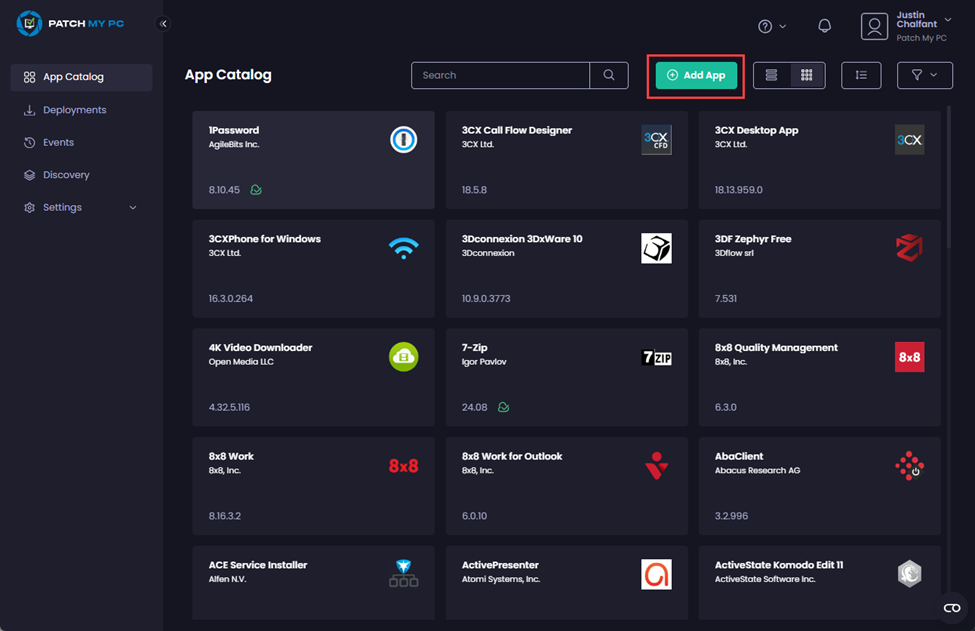 PATCH MY PC
Justin
Chalfant
Patch My PC
App Catalog
Deployments
Events
Discovery
Settings
App Catalog
Search
Add App
1Password
AgileBits Inc.
8.10.45
3CX Call Flow Designer
3CX Ltd.
3CX
CFD
18.5.8
3CX Desktop App
3CX Ltd.
3CX
18.13.959.0
3CXPhone for Windows
3CX Ltd.
16.3.0.264
3Dconnexion 3DxWare 10
3Dconnexion
10.9.0.3773
3DF Zephyr Free
3Dflow srl
7.531
4K Video Downloader
Open Media LLC
4.32.5.116
7-Zip
Igor Pavlov
7ZIP
24.08
8x8 Quality Management
8x8, Inc.
8x8
6.3.0
8x8 Work
8x8, Inc.
8x8
8.16.3.2
8x8 Work for Outlook
8x8, Inc.
6.0.10
AbaClient
Abacus Research AG
3.2.996
ACE Service Installer
Alfen N.V.
ActivePresenter
Atomi Systems, Inc.
ActiveState Komodo Edit 11
ActiveState Software Inc.